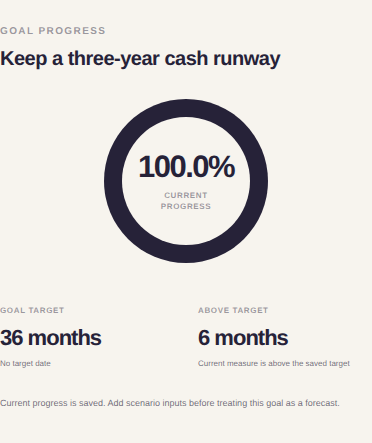 GOAL PROGRESS
Keep a three-year cash runway
100.0%
CURRENT
PROGRESS
GOAL TARGET
36 months
No target date
ABOVE TARGET
6 months
Current measure is above the saved target
Current progress is saved. Add scenario inputs before treating this goal as a forecast.